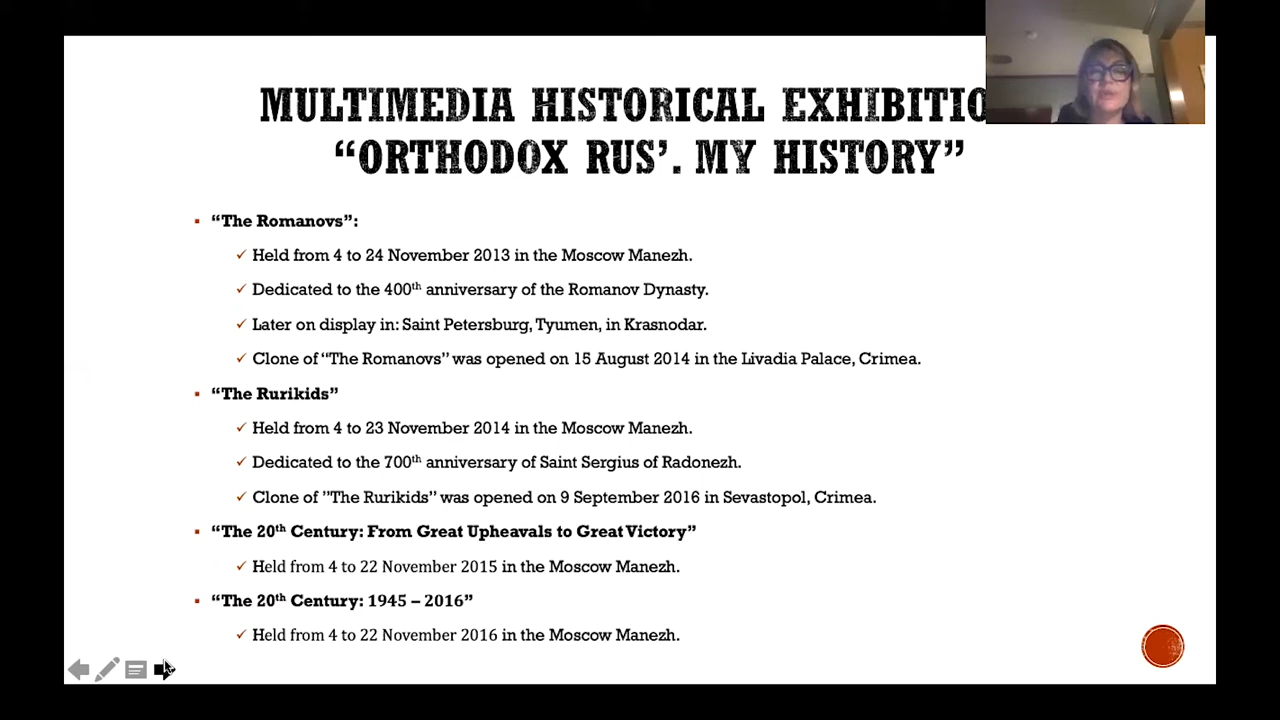 MULTIMEDIA HISTORICAL EXHIBITIO
“ORTHODOX RUS’. MY HISTORY”
▪ “The Romanovs”:
✓ Held from 4 to 24 November 2013 in the Moscow Manezh.
✓ Dedicated to the 400th anniversary of the Romanov Dynasty.
✓ Later on display in: Saint Petersburg, Tyumen, in Krasnodar.
✓ Clone of “The Romanovs” was opened on 15 August 2014 in the Livadia Palace, Crimea.
▪ “The Rurikids”
✓ Held from 4 to 23 November 2014 in the Moscow Manezh.
✓ Dedicated to the 700th anniversary of Saint Sergius of Radonezh.
✓ Clone of ”The Rurikids” was opened on 9 September 2016 in Sevastopol, Crimea.
▪ “The 20th Century: From Great Upheavals to Great Victory”
✓ Held from 4 to 22 November 2015 in the Moscow Manezh.
▪ “The 20th Century: 1945 – 2016”
✓ Held from 4 to 22 November 2016 in the Moscow Manezh.